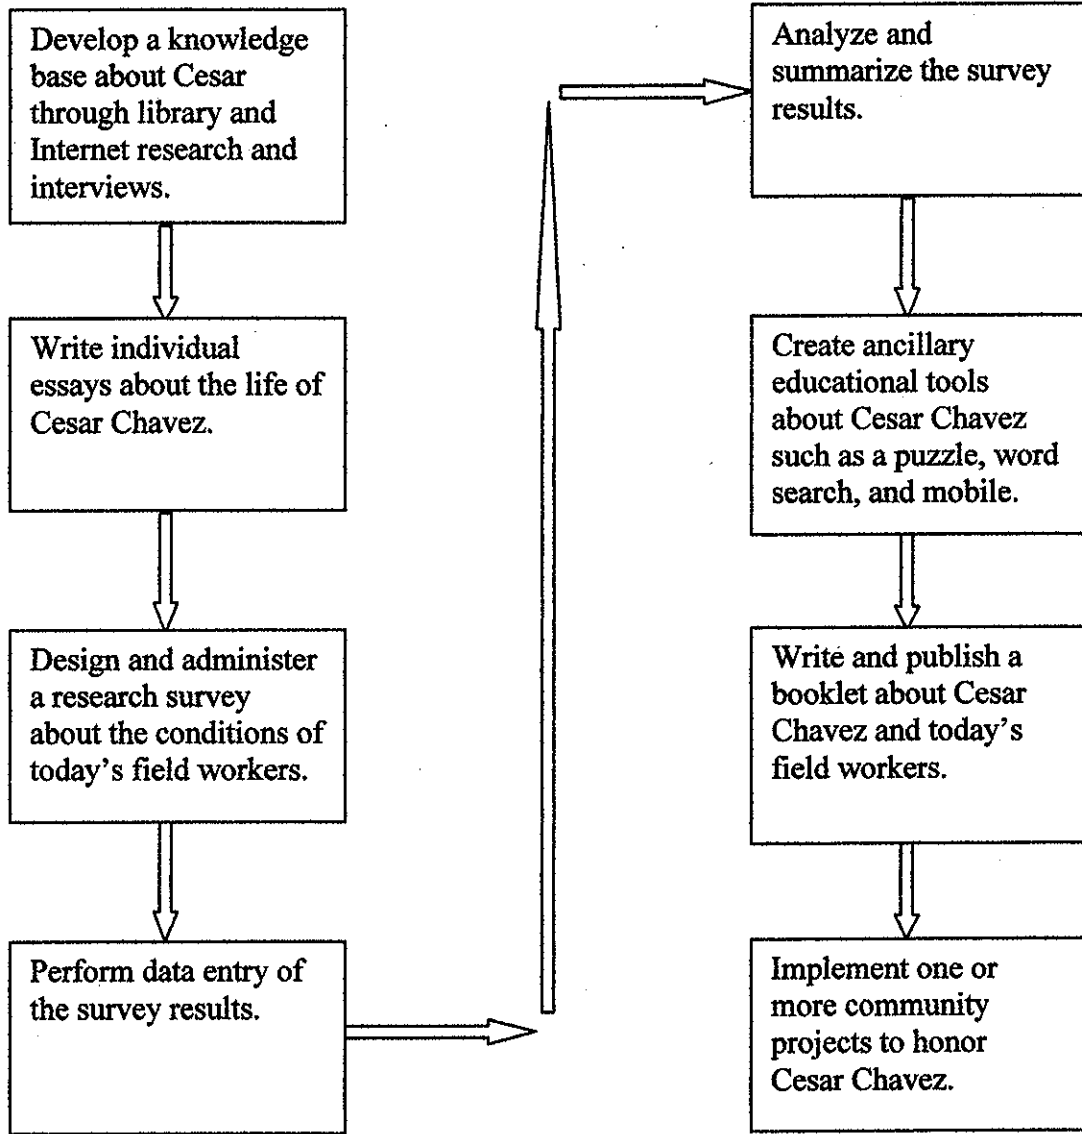 Develop a knowledge
base about Cesar
through library and
Internet research and
interviews.
Write individual
essays about the life of
Cesar Chavez.
Design and administer
a research survey
about the conditions of
today's field workers.
Perform data entry of
the survey results.
Analyze and
summarize the survey
results.
Create ancillary
educational tools
about Cesar Chavez
such as a puzzle, word
search, and mobile.
Write and publish a
booklet about Cesar
Chavez and today's
field workers.
Implement one or
more community
projects to honor
Cesar Chavez.